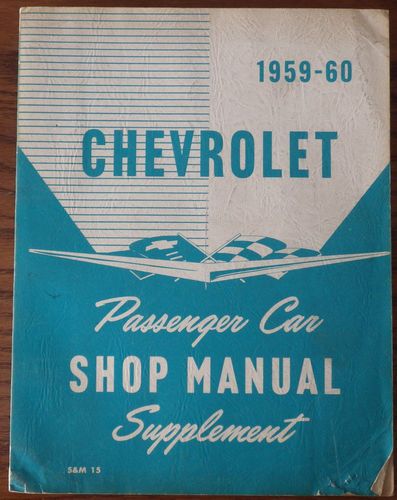 1959-60
CHEVROLET
Passenger Car
SHOP MANUAL
Supplement
S&M 15